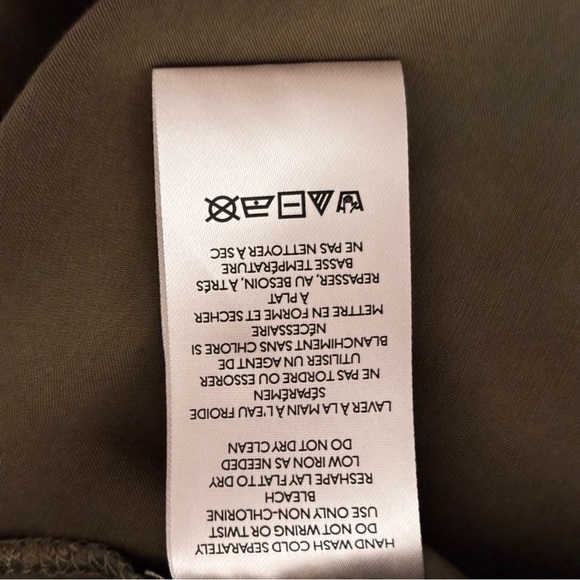 HAND WASH COLD SEPARATELY
DO NOT WRING OR TWIST
USE ONLY NON-CHLORINE
BLEACH
RESHAPE LAY FLAT TO DRY
LOW IRON AS NEEDED
DO NOT DRY CLEAN
LAVER À LA MAIN À L'EAU FROIDE
SÉPARÉMEN
NE PAS TORDRE OU ESSORER
UTILISER UN AGENT DE
BLANCHIMENT SANS CHLORE SI
NÉCESSAIRE
METTRE EN FORME ET SECHER
À PLAT
REPASSER, AU BESOIN, À TRÉS
BASSE TEMPÉRATURE
NE PAS NETTOYER À SEC